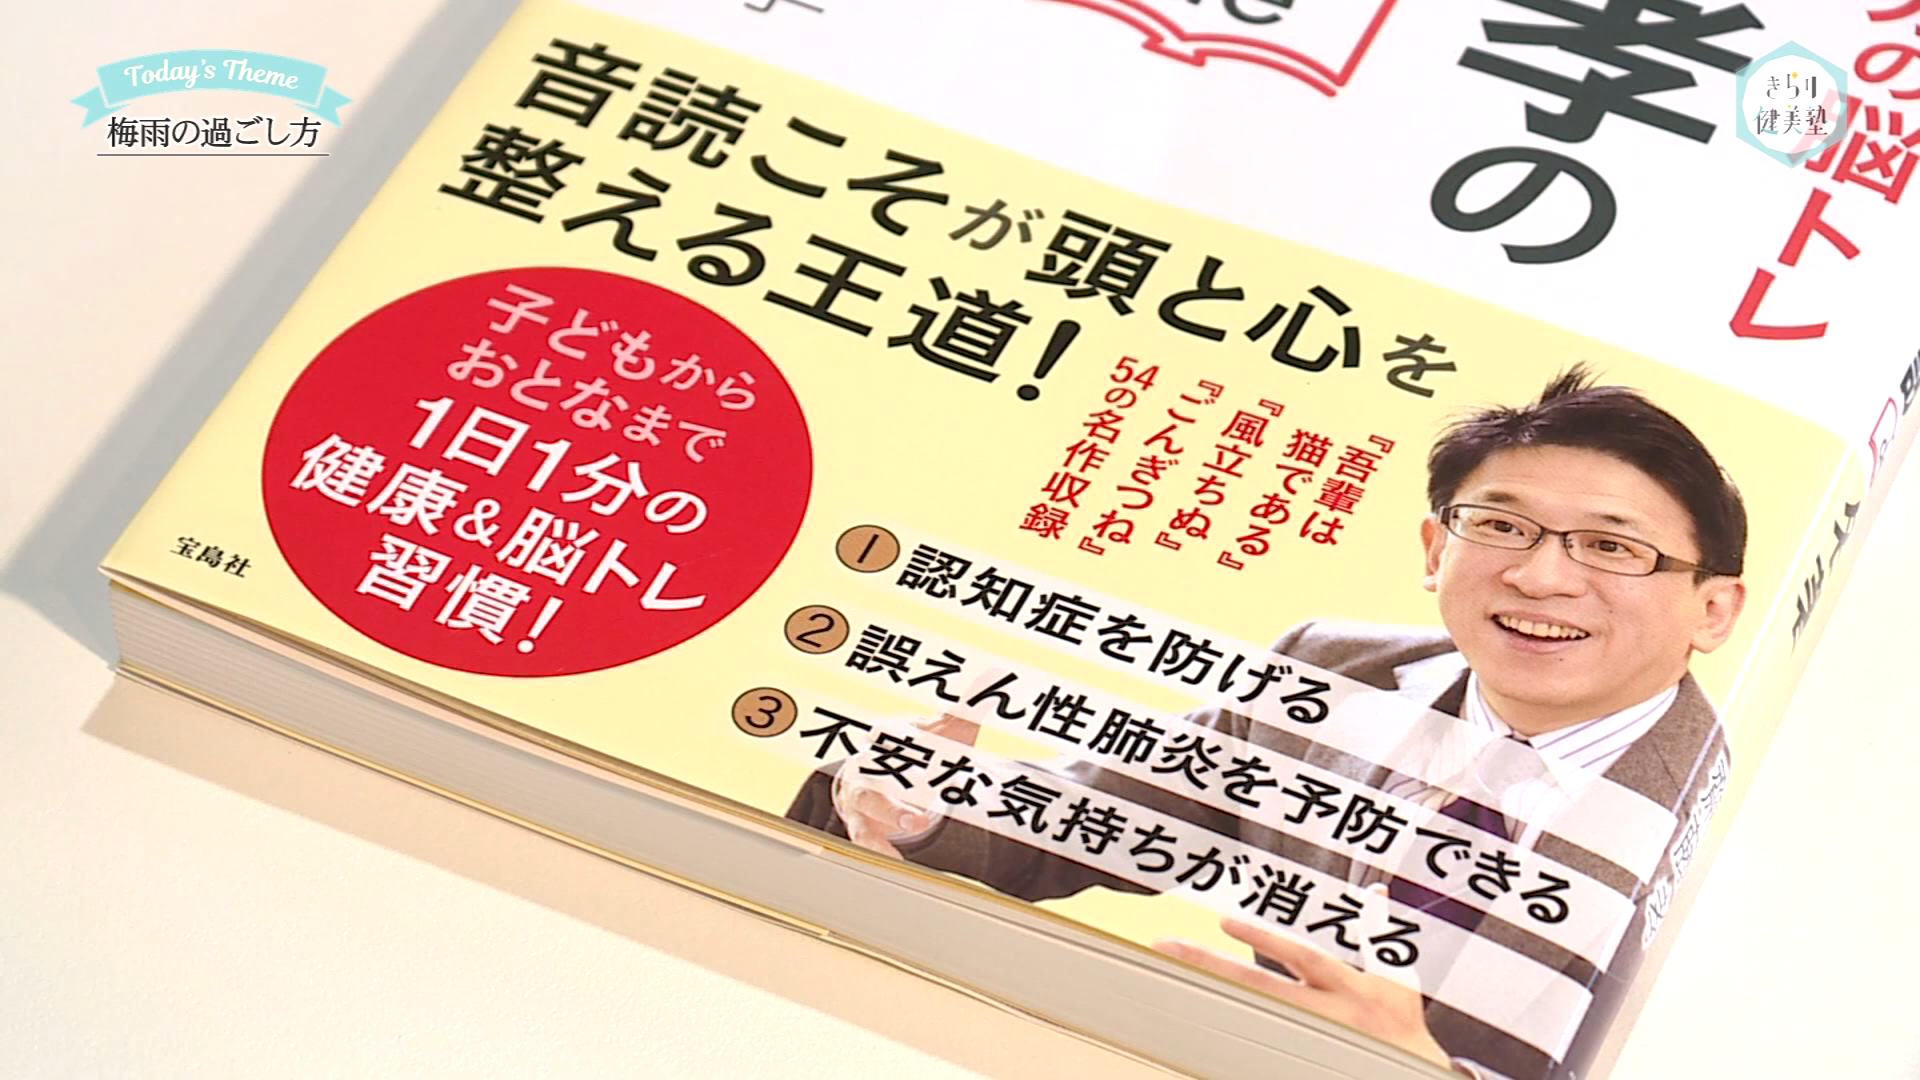 Today's Theme
梅雨の過ごし方
きらり
健美塾
の脳トレ
孝の
音読こそが頭と心を
整える王道!
『吾輩は
猫である』
『風立ちぬ』
『ごんぎつね』
54の名作収録
子どもから
おとなまで
1日1分の
健康&脳トレ
習慣!
①認知症を防げる
②誤えん性肺炎を予防できる
③不安な気持ちが消える
宝島社